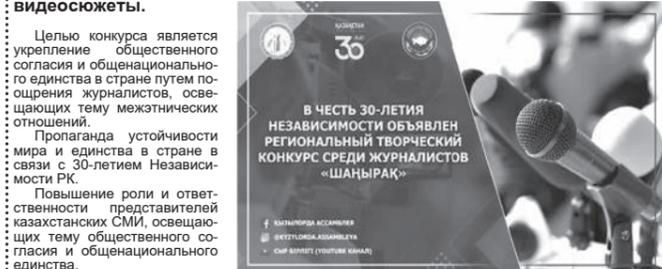 видеосюжеты.
Целью конкурса является
укрепление общественного
согласия и общенационально-
го единства в стране путем по-
ощрения журналистов, осве-
щающих тему межэтнических
отношений.
Пропаганда устойчивости
мира и единства в стране в
связи с 30-летием Независи-
мости РК.
Повышение роли и ответ-
ственности представителей
казахстанских СМИ, освещаю-
щих тему общественного со-
гласия и общенационального
единства.
ҚАЗАҚСТАН
30
В ЧЕСТЬ 30-ЛЕТИЯ
НЕЗАВИСИМОСТИ ОБЪЯВЛЕН
РЕГИОНАЛЬНЫЙ ТВОРЧЕСКИЙ
КОНКУРС СРЕДИ ЖУРНАЛИСТОВ
«ШАҢЫРАҚ»
КЫЗЫЛОРДА АССАМБЛЕЯ
@KYZYLORDA.ASSAMBLEYA
СЫР БІРЛІГІ (YOUTUBE КАНАЛ)